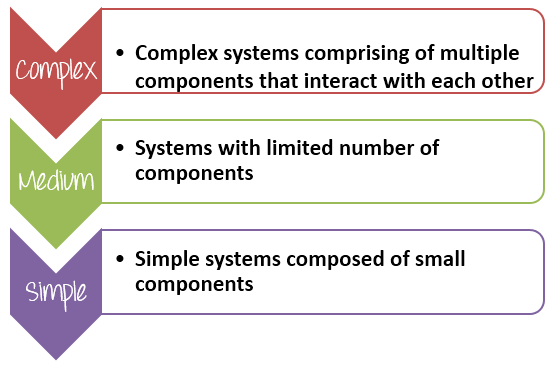 Complex
• Complex systems comprising of multiple
components that interact with each other
Medium
• Systems with limited number of
components
Simple
• Simple systems composed of small
components